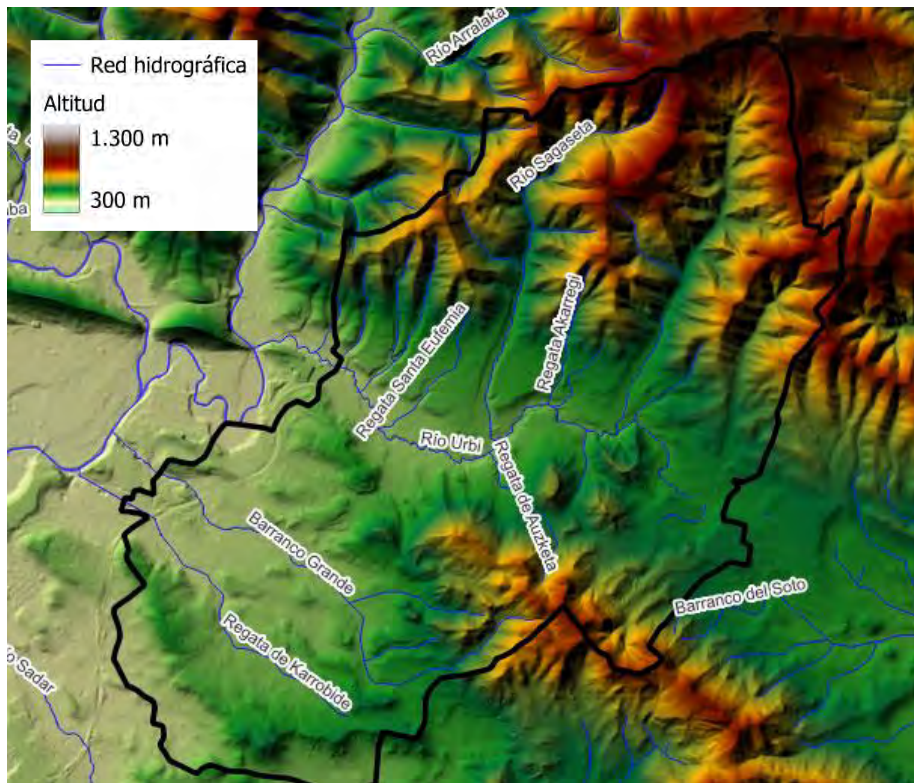 Red hidrográfica
Altitud
1.300 m
300 m
Río Arralaka
Río Sagaseta
Regata Santa Eufemia
Regata Akarregi
Río Urbi
Regata de Auzketa
Barranco Grande
Barranco del Soto
Regata de Karrobide
Sadar